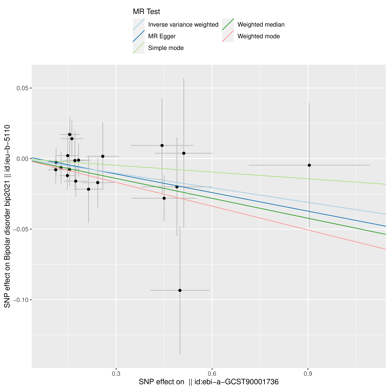 MR Test
Inverse variance weighted
Weighted median
MR Egger
Weighted mode
Simple mode
SNP effect on Bipolar disorder bip2021 || id:ieu−b−5110
0.05
0.00
−0.05
−0.10
0.3
0.6
0.9
SNP effect on || id:ebi−a−GCST90001736